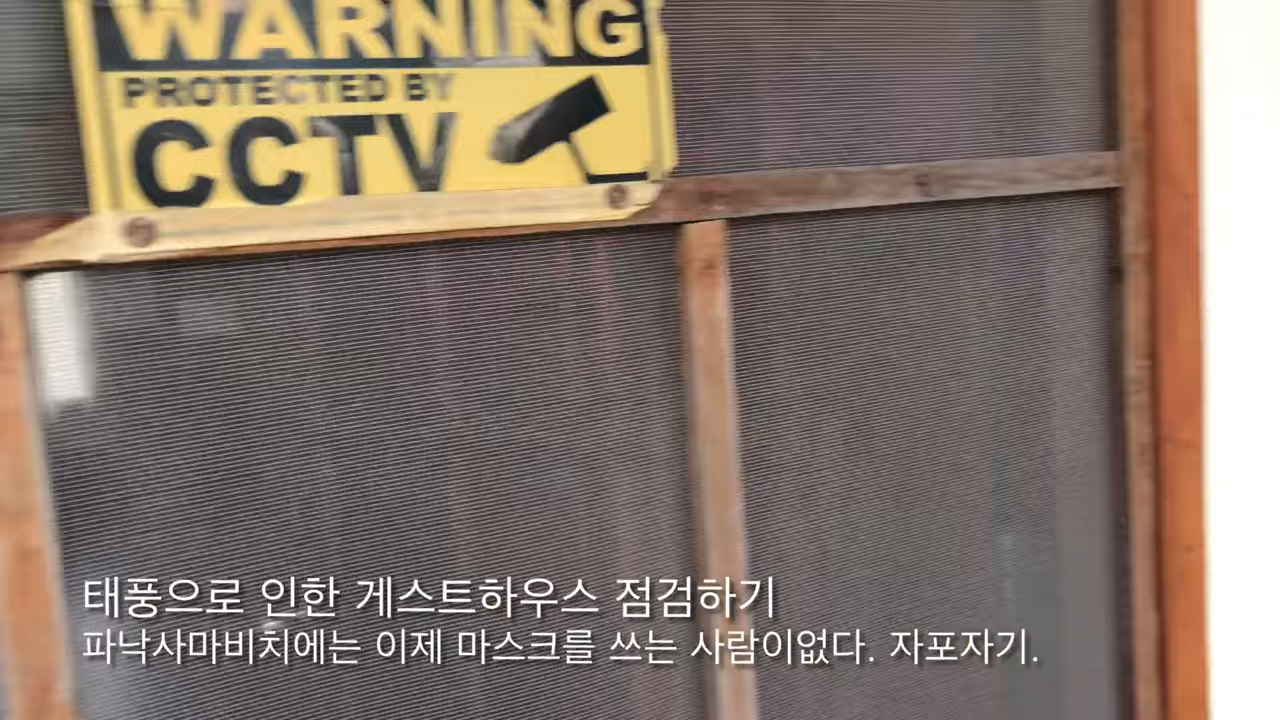 WARNING
PROTECTED BY
CCTV
태풍으로 인한 게스트하우스 점검하기
파낙사마비치에는 이제 마스크를 쓰는 사람이없다. 자포자기.